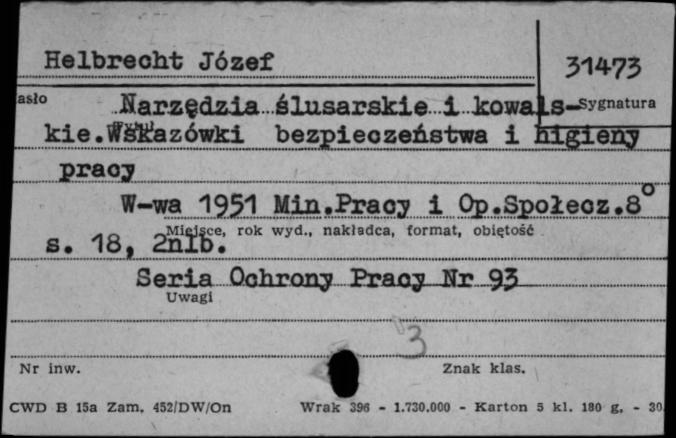 Helbrecht Józef
31473
asło
Narzędzia ślusarskie i kowals-
Sygnatura
kie.Wskazówki bezpieczeństwa i higieny
pracy
W-wa 1951 Min.Pracy i Op.Społecz.8°
Miejsce, rok wyd., nakładca, format, objętość
s. 18, 2nlb.
Seria Ochrony Pracy Nr 93
Uwagi
3
Nr inw.
Znak klas.
CWD B 15a Zam. 452/DW/On Wrak 396 - 1.730.000 - Karton 5 kl. 180 g. - 30